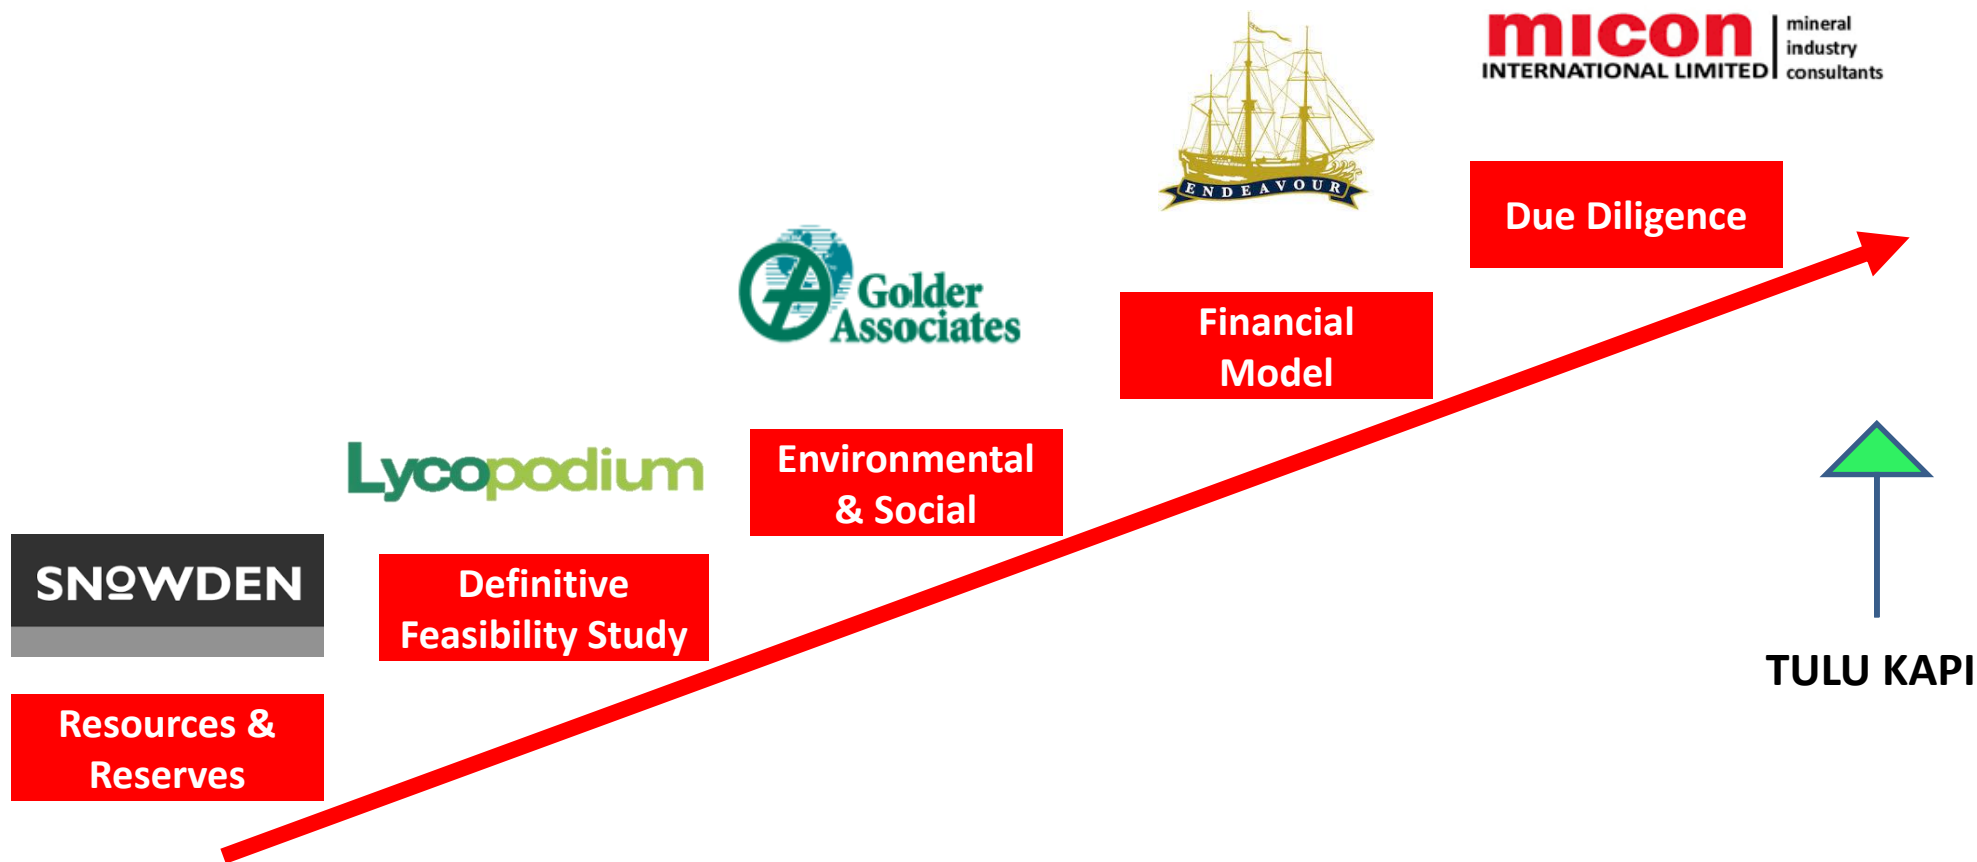 SNOWDEN
Resources &
Reserves
Lycopodium
Definitive
Feasibility Study
Golder
Associates
Environmental
& Social
ENDEAVOUR
Financial
Model
micon
INTERNATIONAL LIMITED
mineral
industry
consultants
Due Diligence
TULU KAPI